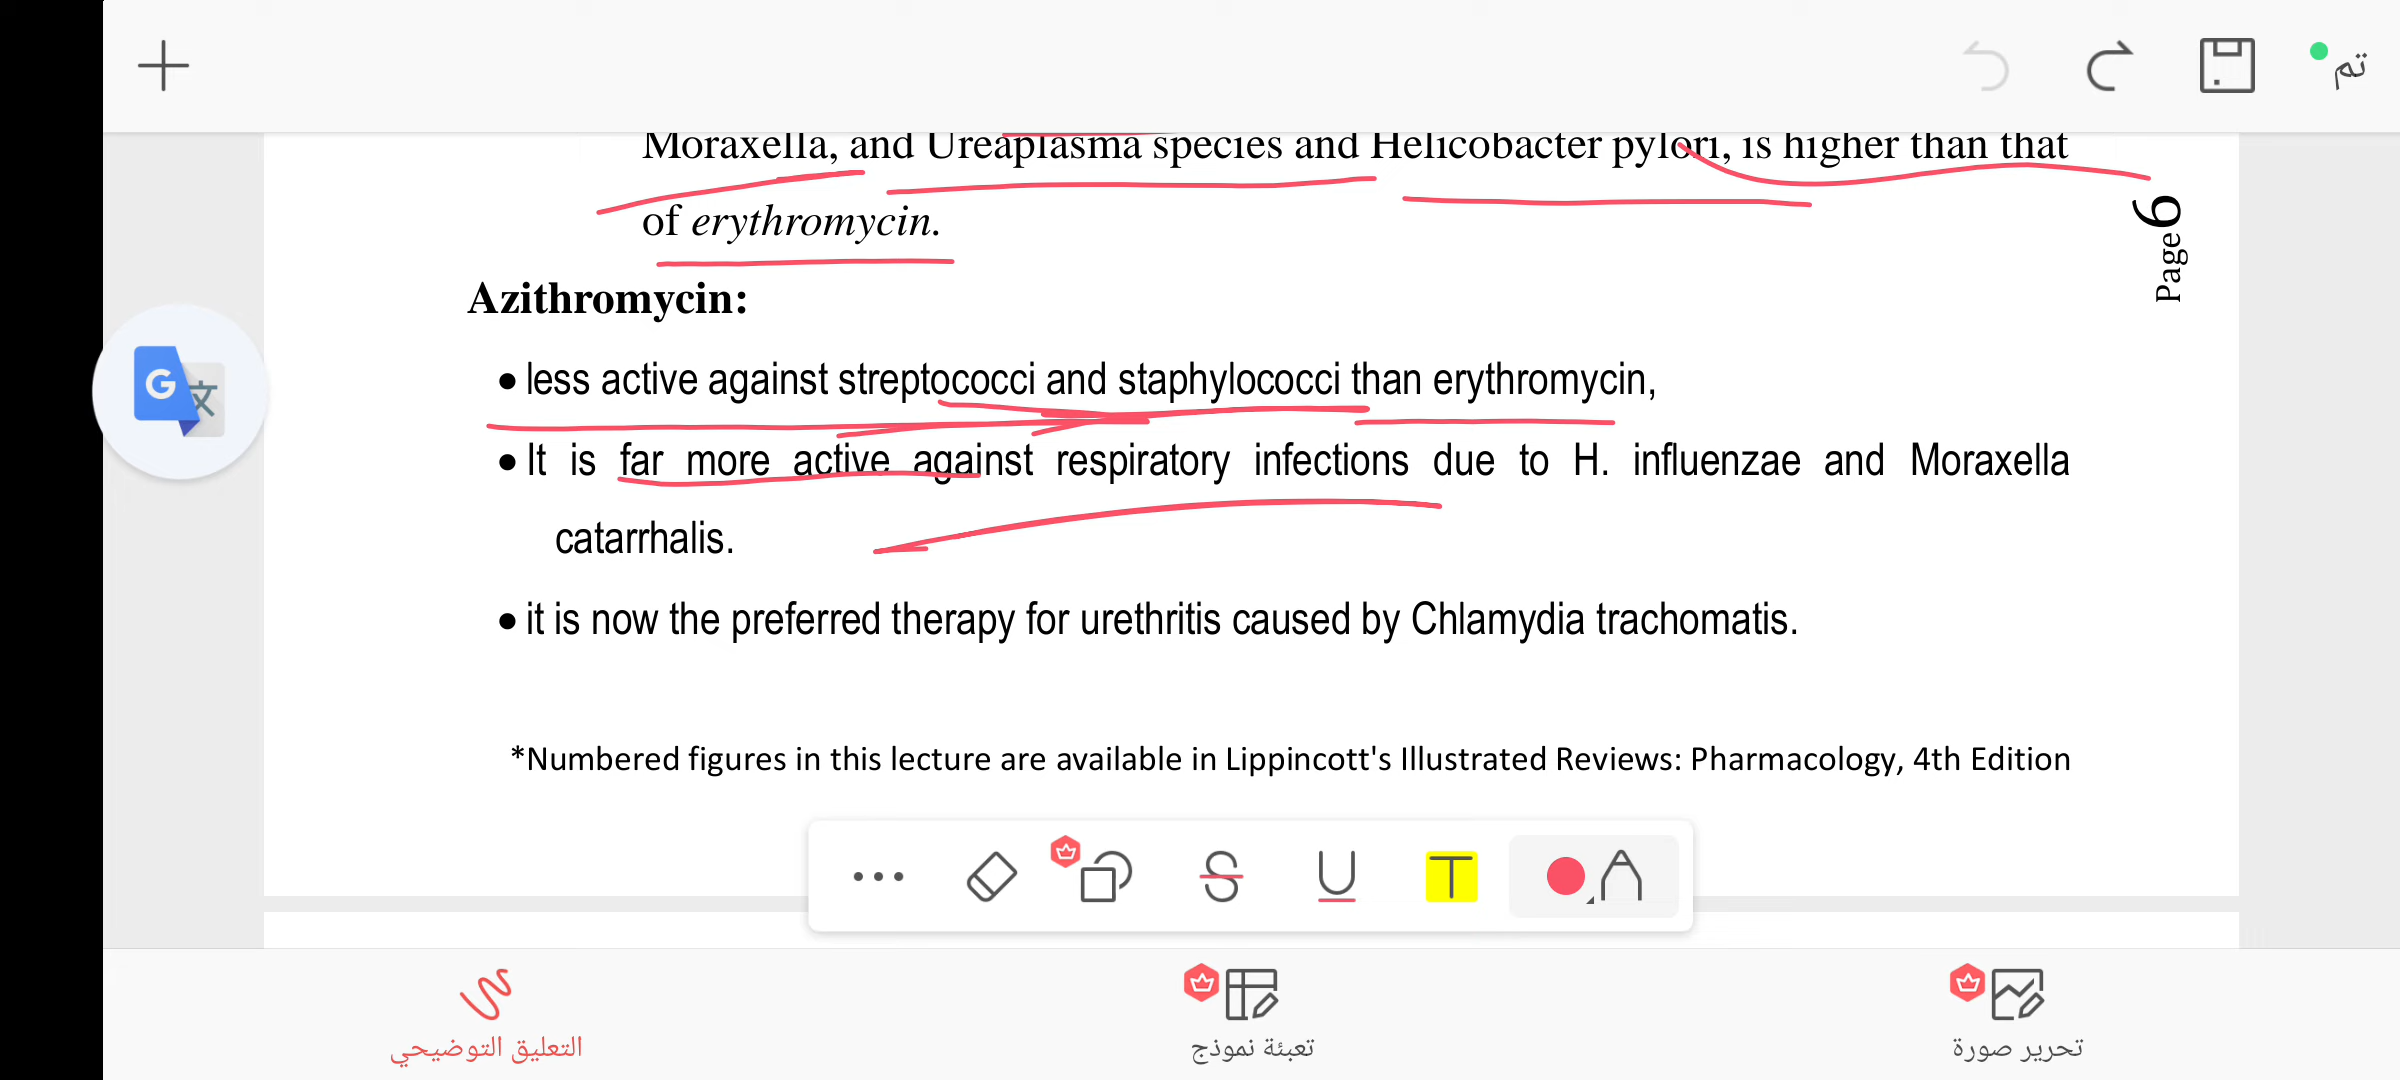 تم
Moraxella, and Ureaplasma species and Helicobacter pylori, is higher than that
of erythromycin.
Page 9
Azithromycin:
• less active against streptococci and staphylococci than erythromycin,
• It is far more active against respiratory infections due to H. influenzae and Moraxella
catarrhalis.
• it is now the preferred therapy for urethritis caused by Chlamydia trachomatis.
*Numbered figures in this lecture are available in Lippincott's Illustrated Reviews: Pharmacology, 4th Edition
التعليق التوضيحي
تعبئة نموذج
تحرير صورة